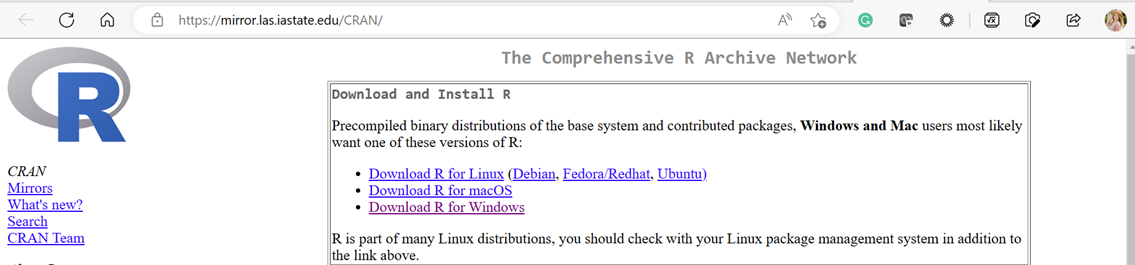 https://mirror.las.iastate.edu/CRAN/
The Comprehensive R Archive Network
R
Download and Install R
Precompiled binary distributions of the base system and contributed packages, Windows and Mac users most likely
want one of these versions of R:
• Download R for Linux (Debian, Fedora/Redhat, Ubuntu)
• Download R for macOS
• Download R for Windows
R is part of many Linux distributions, you should check with your Linux package management system in addition to
the link above.
CRAN
Mirrors
What's new?
Search
CRAN Team